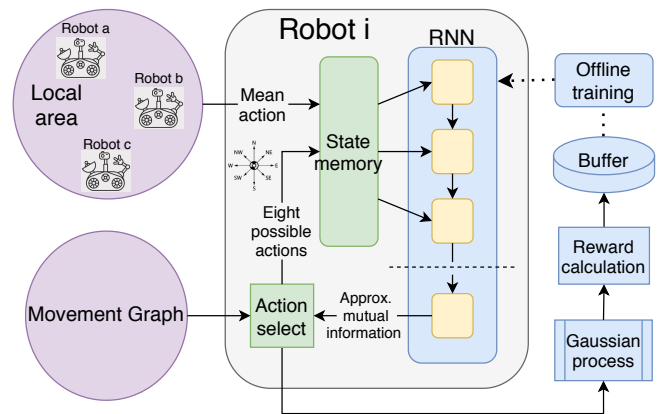 Robot a
Robot b
Local
area
Robot c
Movement Graph
Robot i
RNN
Mean
action
N
NW
NE
W
E
SW
SE
S
State
memory
Eight
possible
actions
Action
select
Approx.
mutual
information
Offline
training
Buffer
Reward
calculation
Gaussian
process